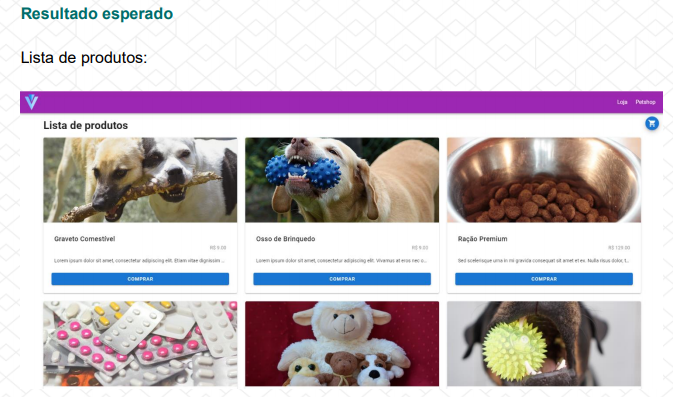 Resultado esperado
Lista de produtos:
Loja Petshop
Lista de produtos
Graveto Comestível
R$ 9.00
Lorem ipsum dolor sit amet, consectetur adipiscing elit. Etiam vitae dignissim ...
COMPRAR
Osso de Brinquedo
R$ 9.00
Lorem ipsum dolor sit amet, consectetur adipiscing elit. Vivamus at eros nec o...
COMPRAR
Ração Premium
R$ 129.00
Sed scelerisque urna in mi gravida consequat sit amet et ex. Nulla risus dolor, t...
COMPRAR